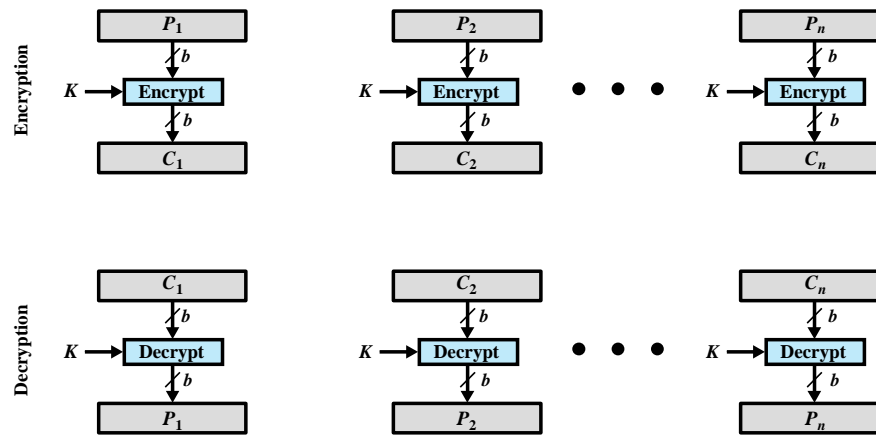 Encryption
P1 P2 Pn
b b b
K Encrypt K Encrypt • • • K Encrypt
b b b
C1 C2 Cn
Decryption
C1 C2 Cn
b b b
K Decrypt K Decrypt • • • K Decrypt
b b b
P1 P2 Pn